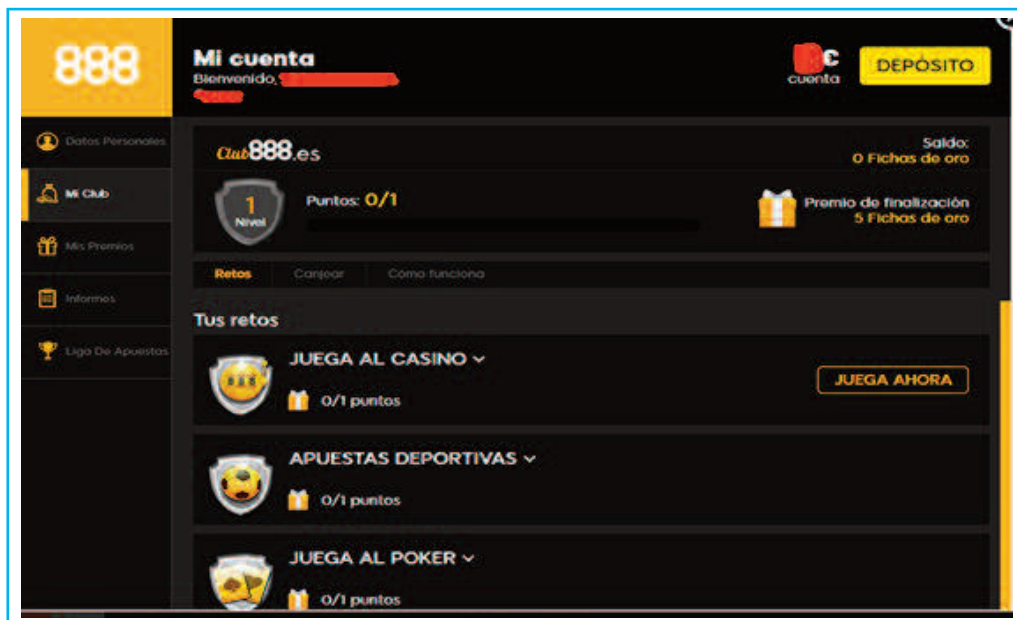 888
Mi cuenta
Bienvenido,
€
cuenta
DEPÓSITO
Datos Personales
Mi Club
Mis Premios
Informes
Liga De Apuestas
Club888.es
Saldo:
0 Fichas de oro
1
Nivel
Puntos: 0/1
Premio de finalización
5 Fichas de oro
Retos Canjear Cómo funciona
Tus retos
JUEGA AL CASINO
0/1 puntos
JUEGA AHORA
APUESTAS DEPORTIVAS
0/1 puntos
JUEGA AL POKER
0/1 puntos